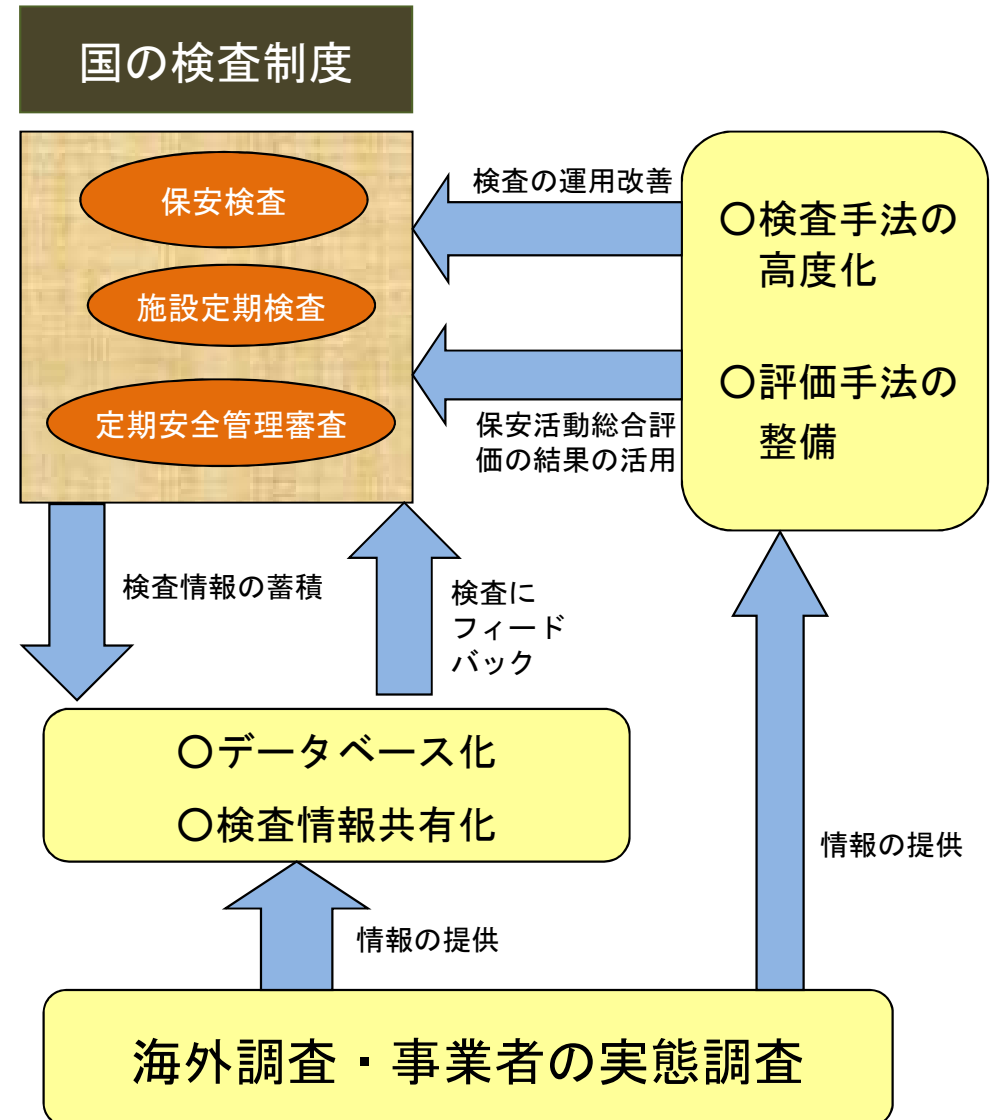 国の検査制度
保安検査
施設定期検査
定期安全管理審査
検査の運用改善
保安活動総合評
価の結果の活用
〇検査手法の
高度化
〇評価手法の
整備
検査情報の蓄積
検査に
フィード
バック
〇データベース化
〇検査情報共有化
情報の提供
情報の提供
海外調査・事業者の実態調査